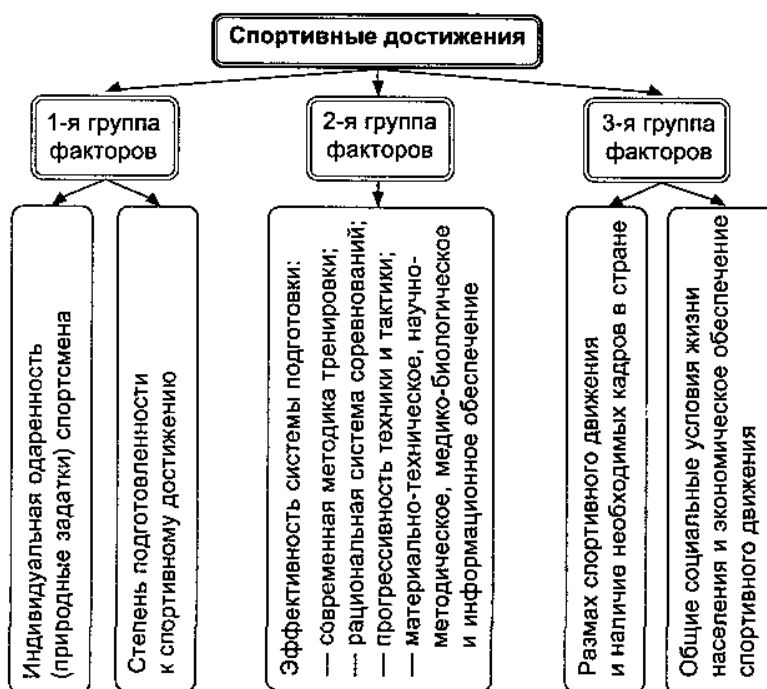 Спортивные достижения
1-я группа
факторов
2-я группа
факторов
3-я группа
факторов
Индивидуальная одаренность
(природные задатки) спортсмена
Степень подготовленности
к спортивному достижению
Эффективность системы подготовки:
— современная методика тренировки;
— рациональная система соревнований;
— прогрессивность техники и тактики;
— материально-техническое, научно-
методическое, медико-биологическое
и информационное обеспечение
Размах спортивного движения
и наличие необходимых кадров в стране
Общие социальные условия жизни
населения и экономическое обеспечение
спортивного движения